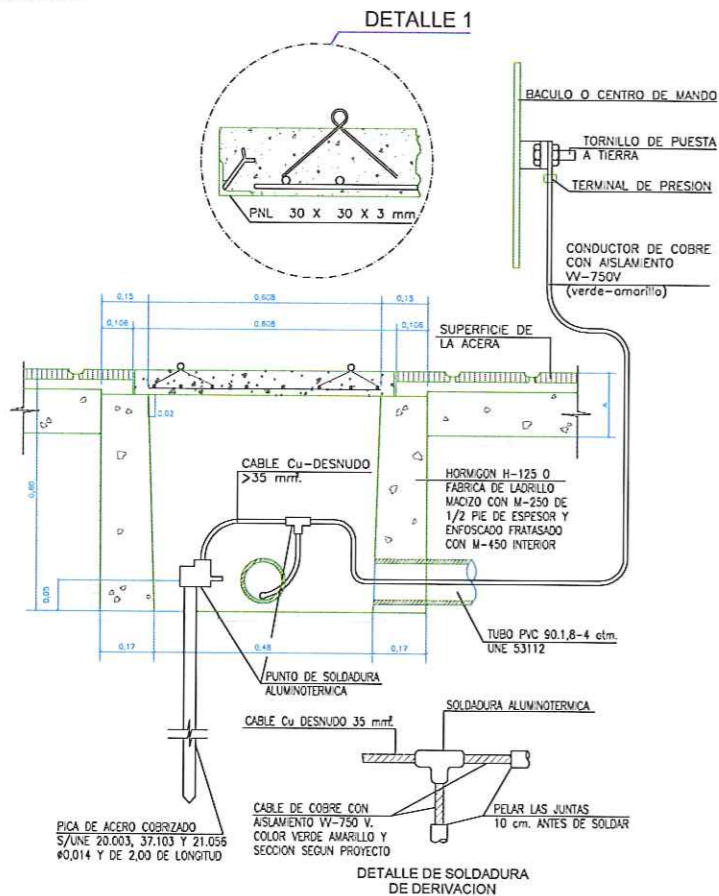 DETALLE 1
PNL 30 X 30 X 3 mm
BACULO O CENTRO DE MANDO
TORNILLO DE PUESTA
A TIERRA
TERMINAL DE PRESION
CONDUCTOR DE COBRE
CON AISLAMIENTO
VV-750V
(verde-amarillo)
0,15
0,608
0,15
0,106
0,608
0,106
SUPERFICIE DE
LA ACERA
0,02
A
CABLE Cu-DESNUDO
>35 mm².
HORMIGON H-125 O
FABRICA DE LADRILLO
MACIZO CON M-250 DE
1/2 PIE DE ESPESOR Y
ENFOSCADO FRATASADO
CON M-450 INTERIOR
0,05
TUBO PVC 90.1,8-4 atm.
UNE 53112
0,17
0,48
0,17
PUNTO DE SOLDADURA
ALUMINOTERMICA
SOLDADURA ALUMINOTERMICA
CABLE Cu DESNUDO 35 mm².
CABLE DE COBRE CON
AISLAMIENTO VV-750 V.
COLOR VERDE AMARILLO Y
SECCION SEGUN PROYECTO
PELAR LAS JUNTAS
10 cm. ANTES DE SOLDAR
PICA DE ACERO COBRIZADO
S/UNE 20.003, 37.103 Y 21.056
ø0,014 Y DE 2,00 DE LONGITUD
DETALLE DE SOLDADURA
DE DERIVACION